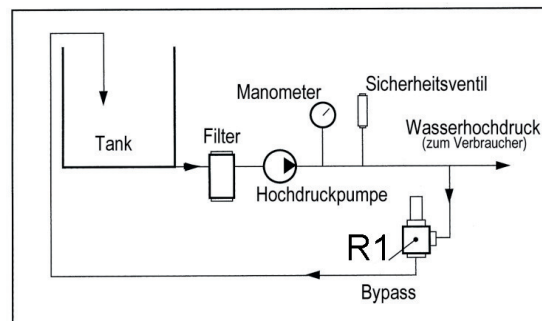 Sicherheitsventil
Manometer
Wasserhochdruck
(zum Verbraucher)
Filter
Tank
Hochdruckpumpe
R1
Bypass